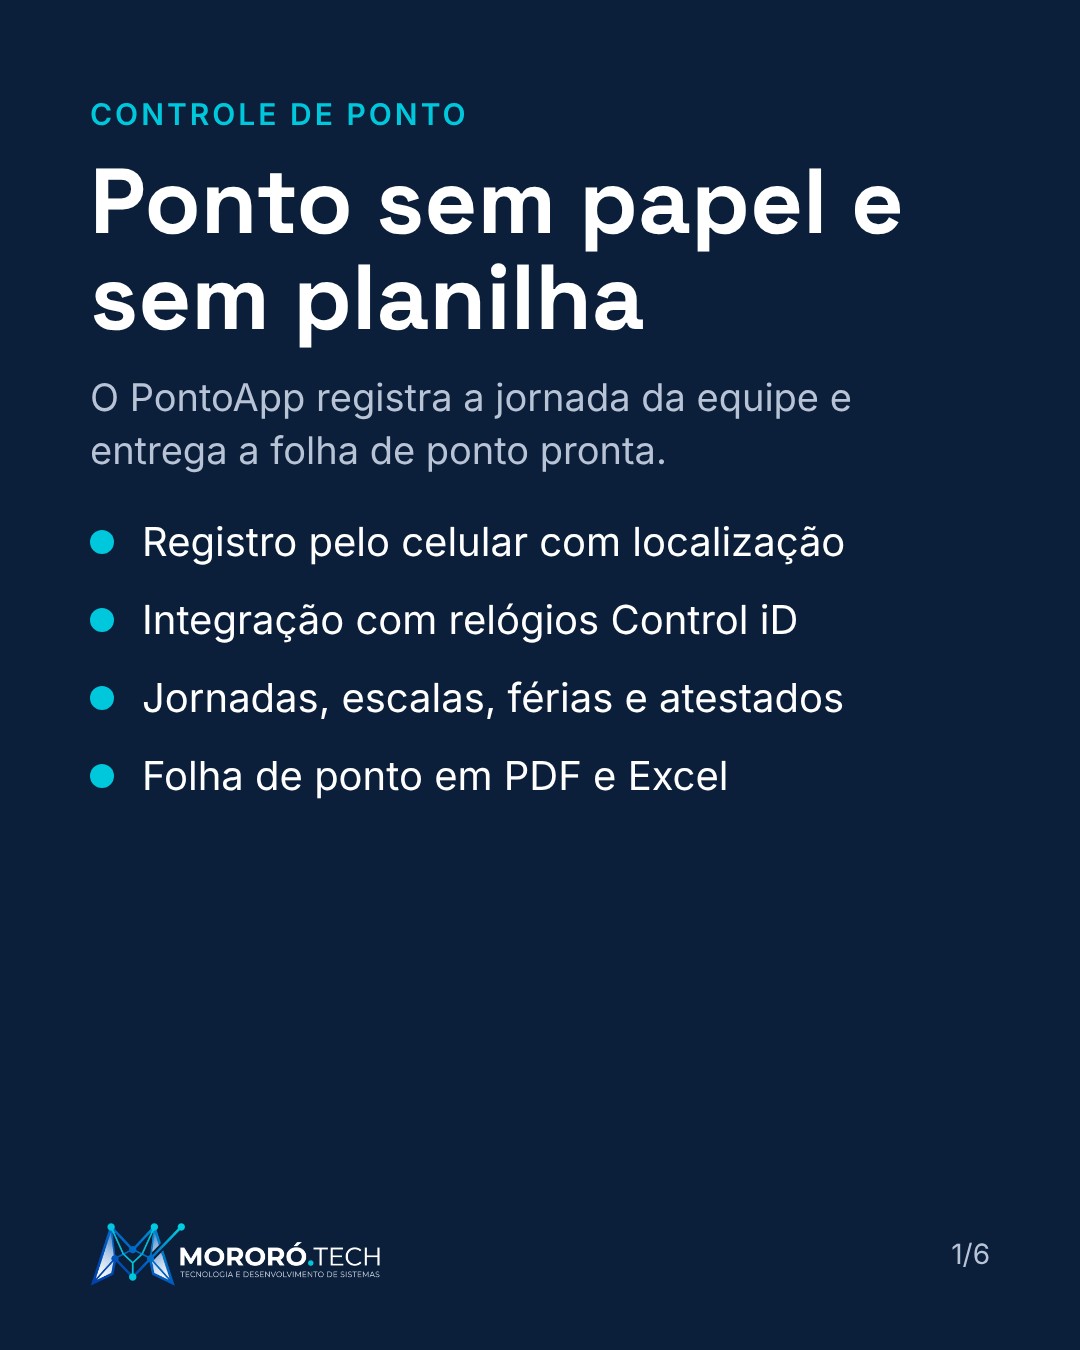 CONTROLE DE PONTO
Ponto sem papel e
sem planilha
O PontoApp registra a jornada da equipe e
entrega a folha de ponto pronta.
Registro pelo celular com localização
Integração com relógios Control iD
Jornadas, escalas, férias e atestados
Folha de ponto em PDF e Excel
MORORÓ.TECH
TECNOLOGIA E DESENVOLVIMENTO DE SISTEMAS
1/6